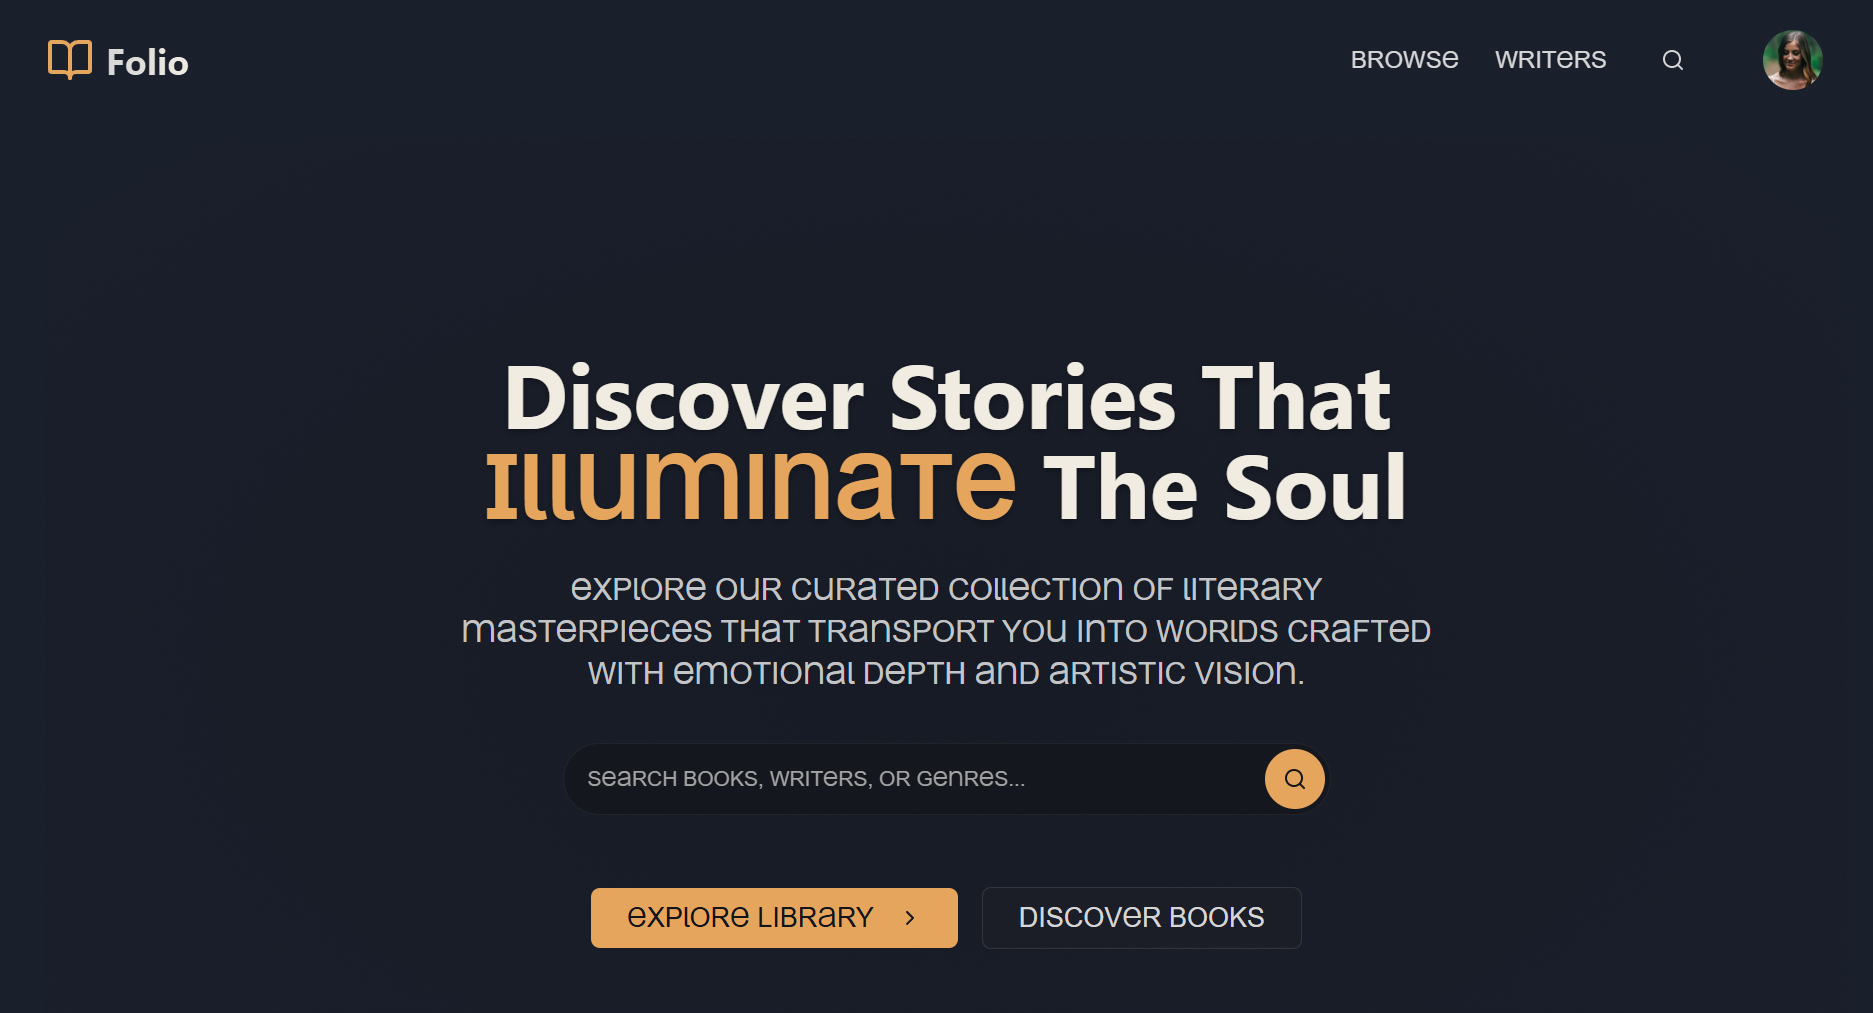 Folio
BROWSe
WRITeRS
Discover Stories That
Illuminate The Soul
eXPlORe OUR CURaTeD COlleCTIOn OF lITeRaRY
masTeRPIeces THaT TRanSPORT YOU InTO WORlDS CRaFTeD
WITH emOTIOnal DePTH anD aRTISTIC VISIOn.
SeaRCH BOOKS, WRITeRS, OR GenRes...
eXPlORe LIBRaRY
DISCOVeR BOOKS